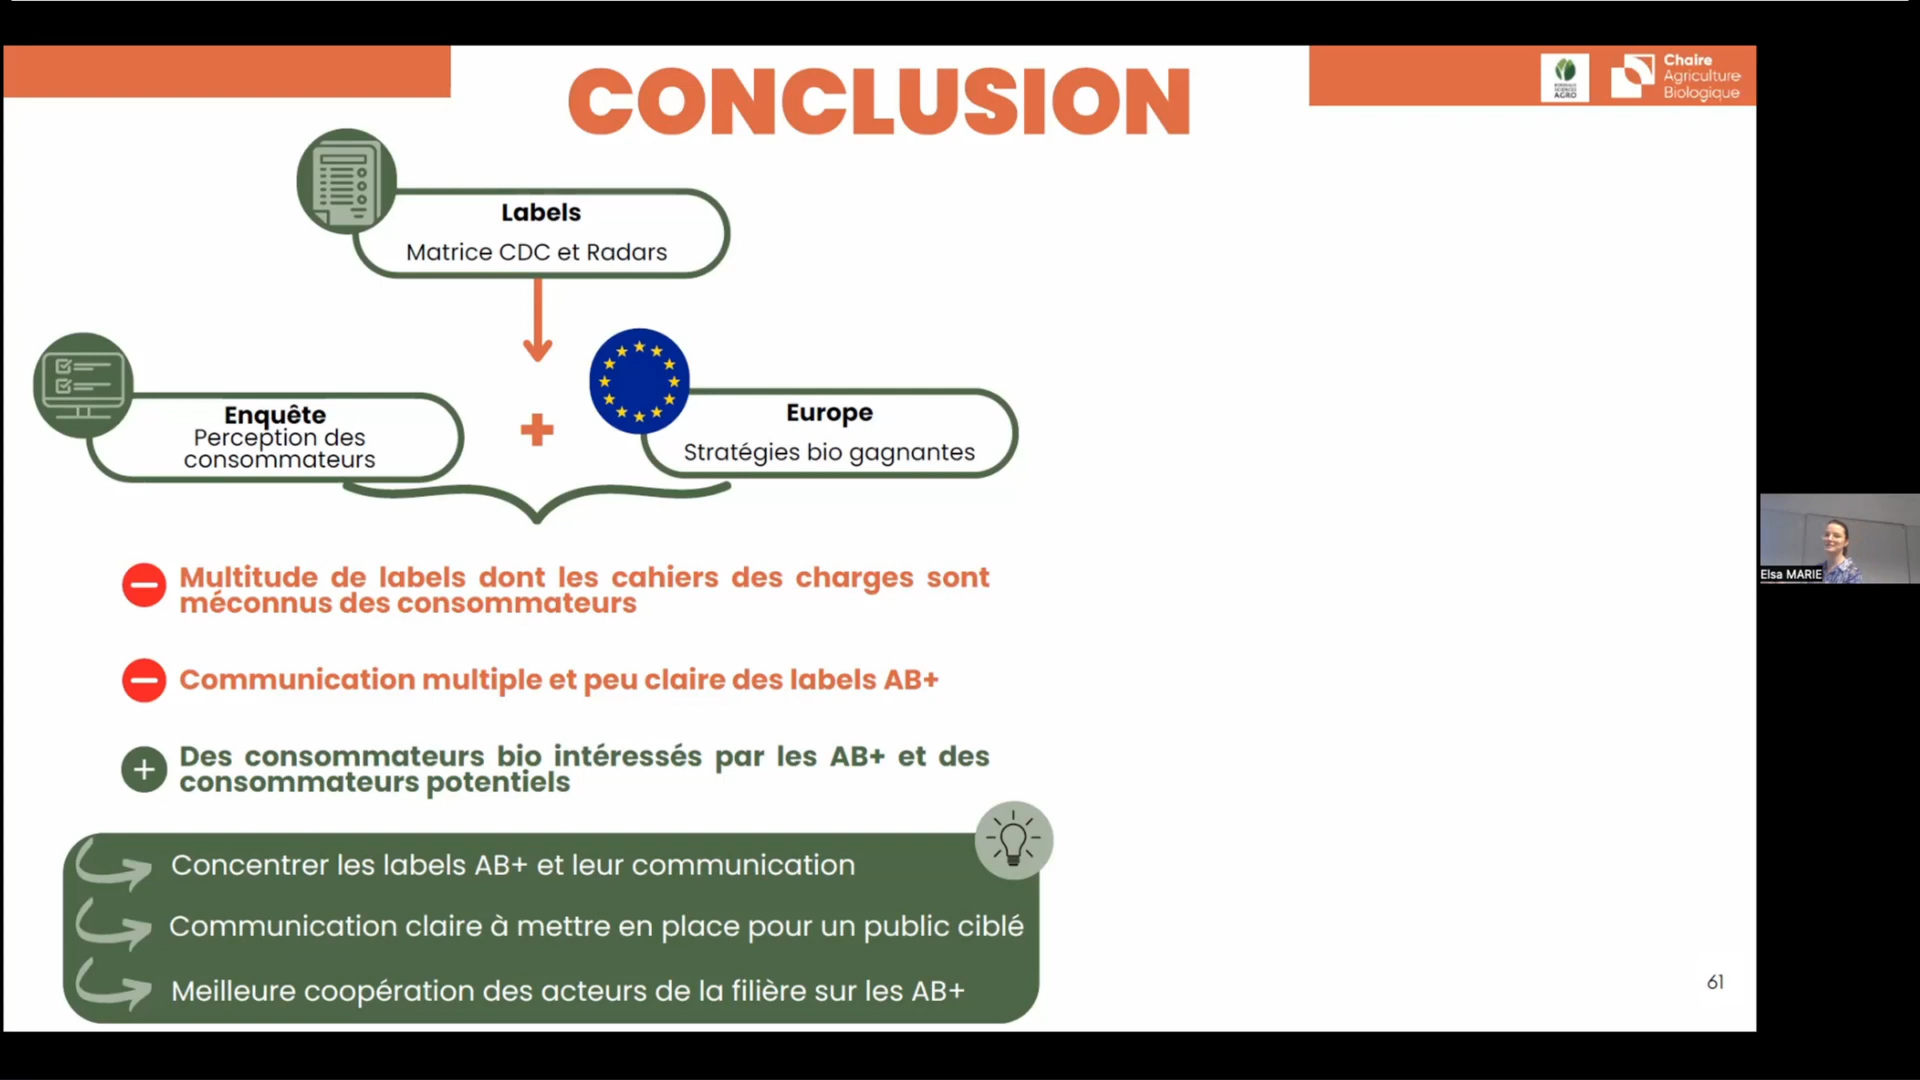 CONCLUSION
BORDEAUX
SCIENCES
AGRO
Chaire
Agriculture
Biologique
Labels
Matrice CDC et Radars
Enquête
Perception des
consommateurs
Europe
Stratégies bio gagnantes
Multitude de labels dont les cahiers des charges sont
méconnus des consommateurs
Communication multiple et peu claire des labels AB+
Des consommateurs bio intéressés par les AB+ et des
consommateurs potentiels
Concentrer les labels AB+ et leur communication
Communication claire à mettre en place pour un public ciblé
Meilleure coopération des acteurs de la filière sur les AB+
61
Elsa MARIE